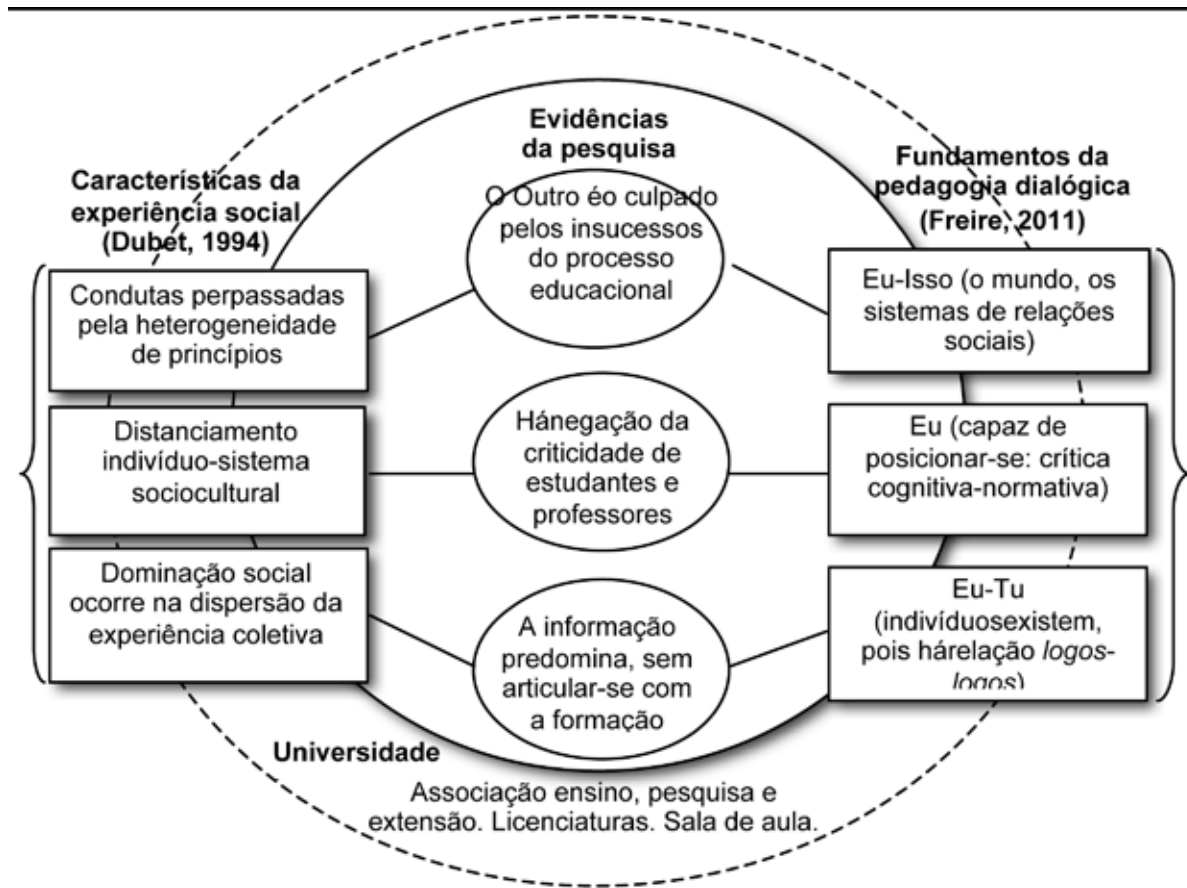 Características da
experiência social
(Dubet, 1994)
Condutas perpassadas
pela heterogeneidade
de princípios
Distanciamento
indivíduo-sistema
sociocultural
Dominação social
ocorre na dispersão da
experiência coletiva
Evidências
da pesquisa
O Outro éo culpado
pelos insucessos
do processo
educacional
Hánegação da
criticidade de
estudantes e
professores
A informação
predomina, sem
articular-se com
a formação
Fundamentos da
pedagogia dialógica
(Freire, 2011)
Eu-Isso (o mundo, os
sistemas de relações
sociais)
Eu (capaz de
posicionar-se: crítica
cognitiva-normativa)
Eu-Tu
(indivíduosexistem,
pois hárelação logos-
logos)
Universidade
Associação ensino, pesquisa e
extensão. Licenciaturas. Sala de aula.